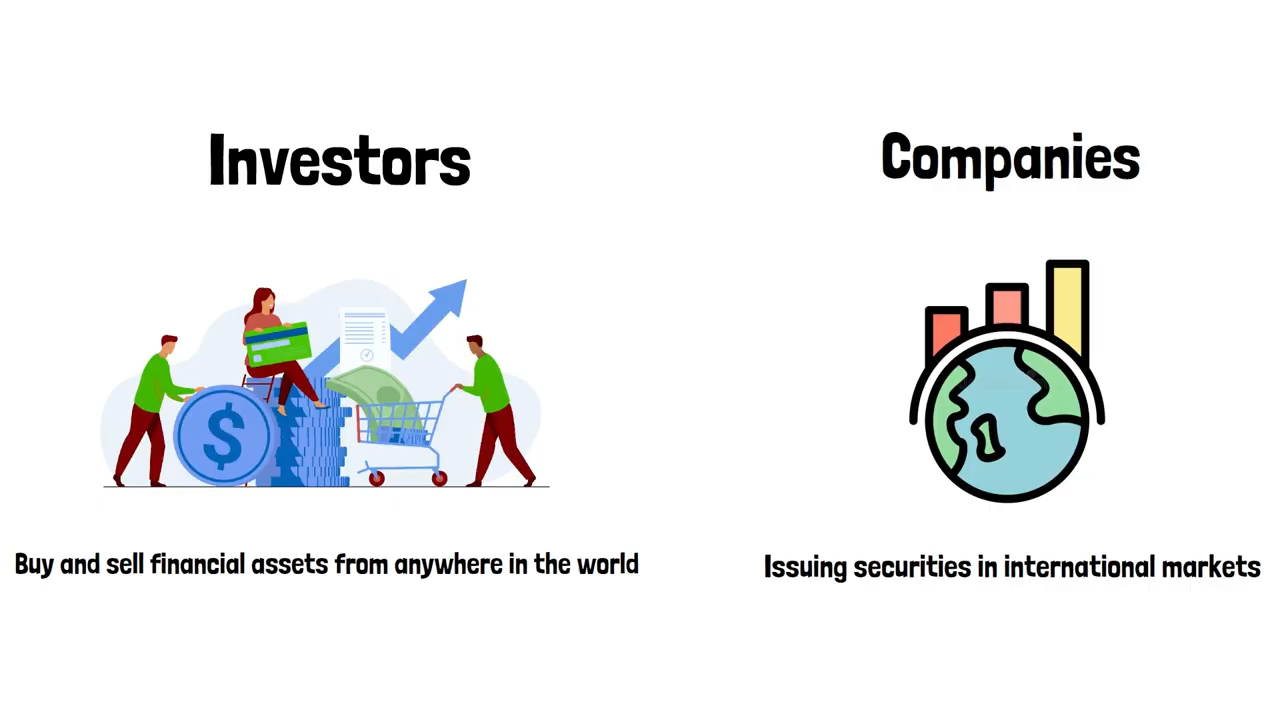 Investors
Companies
$
Buy and sell financial assets from anywhere in the world
Issuing securities in international markets